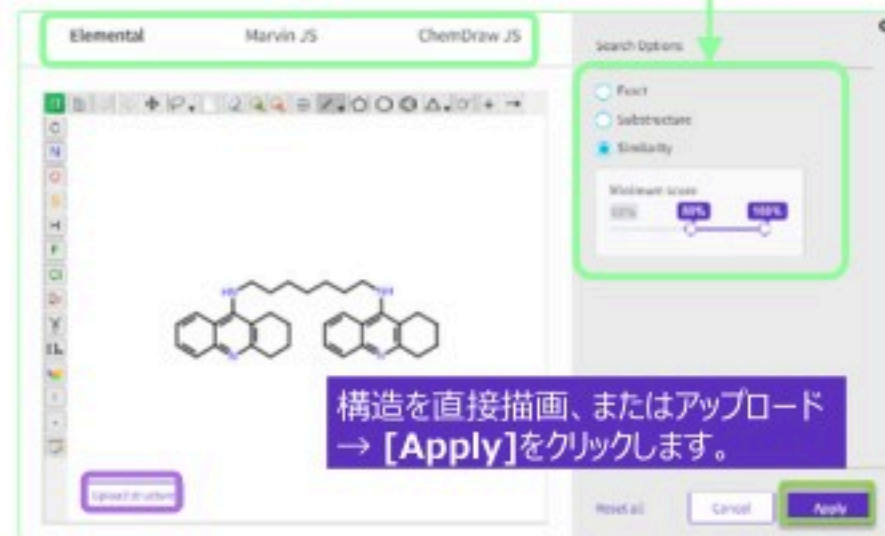 Elemental Marvin JS ChemDraw JS
Search Options
Exact
Substructure
Similarity
Minimum score
80% 100%
C
N
O
S
H
F
Cl
Br
HN NH
N N
構造を直接描画、またはアップロード
→ [Apply]をクリックします。
Upload structure
Reset all Cancel Apply